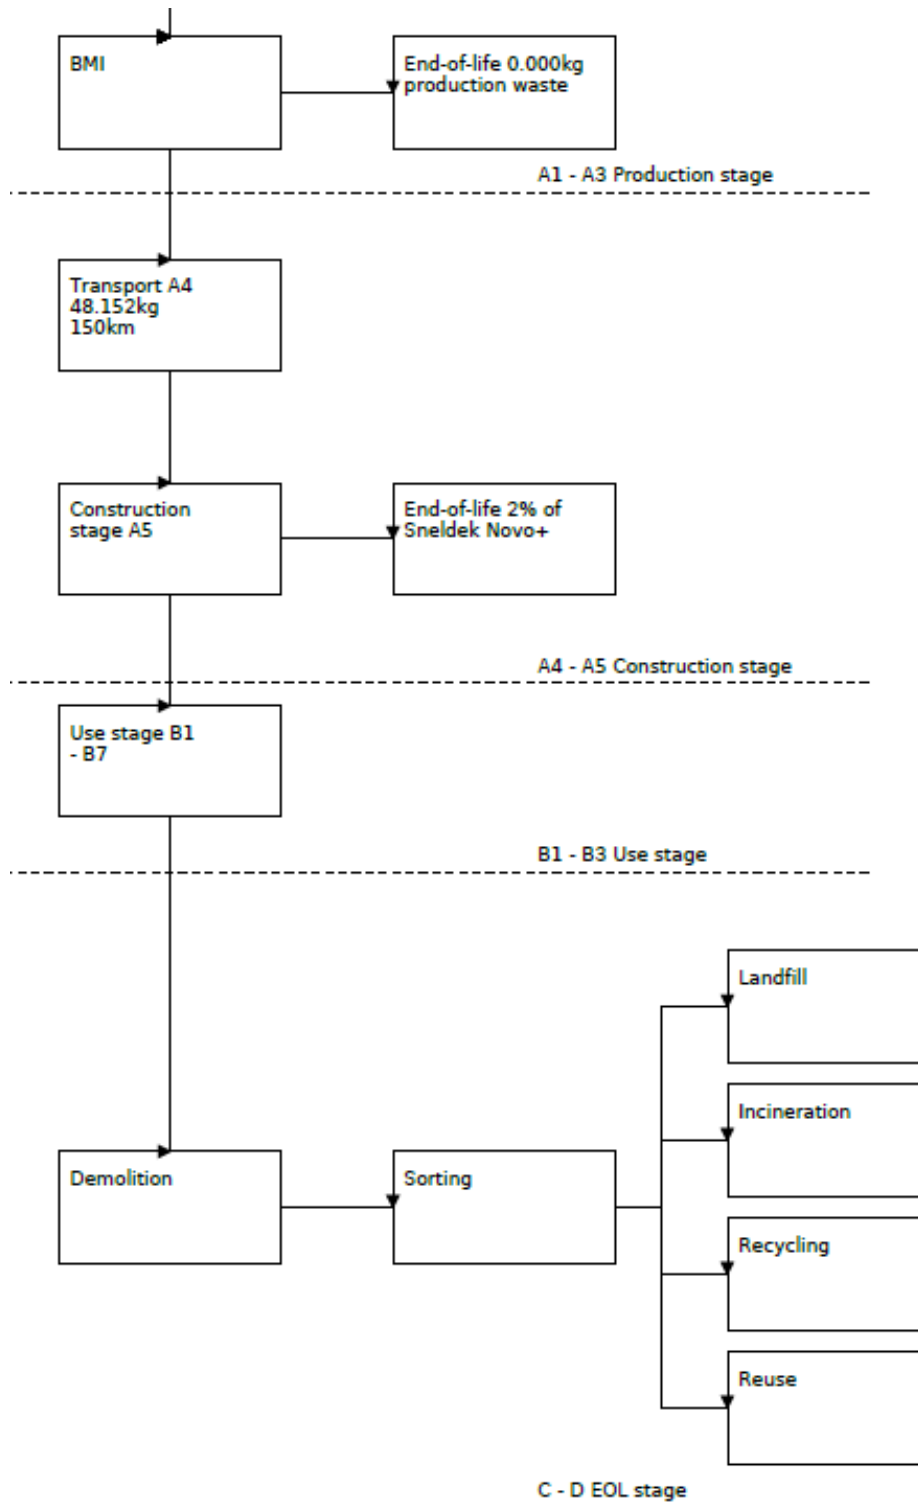 BMI
End-of-life 0.000kg
production waste
A1 - A3 Production stage
Transport A4
48.152kg
150km
Construction
stage A5
End-of-life 2% of
Sneldek Novo+
A4 - A5 Construction stage
Use stage B1
- B7
B1 - B3 Use stage
Landfill
Incineration
Demolition
Sorting
Recycling
Reuse
C - D EOL stage